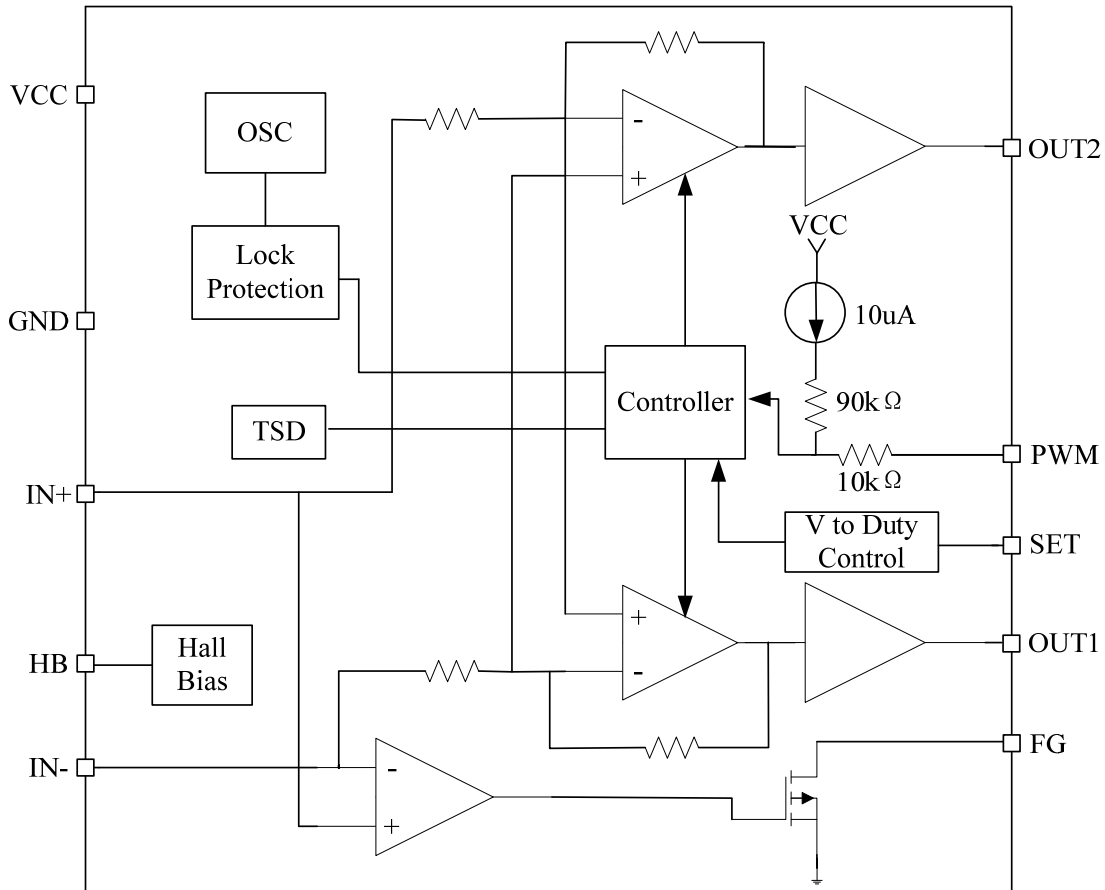 VCC
OSC
OUT2
-
+
VCC
Lock
Protection
GND
10uA
Controller
90kΩ
TSD
PWM
10kΩ
IN+
V to Duty
Control
SET
+
-
OUT1
HB
Hall
Bias
FG
IN-
-
+